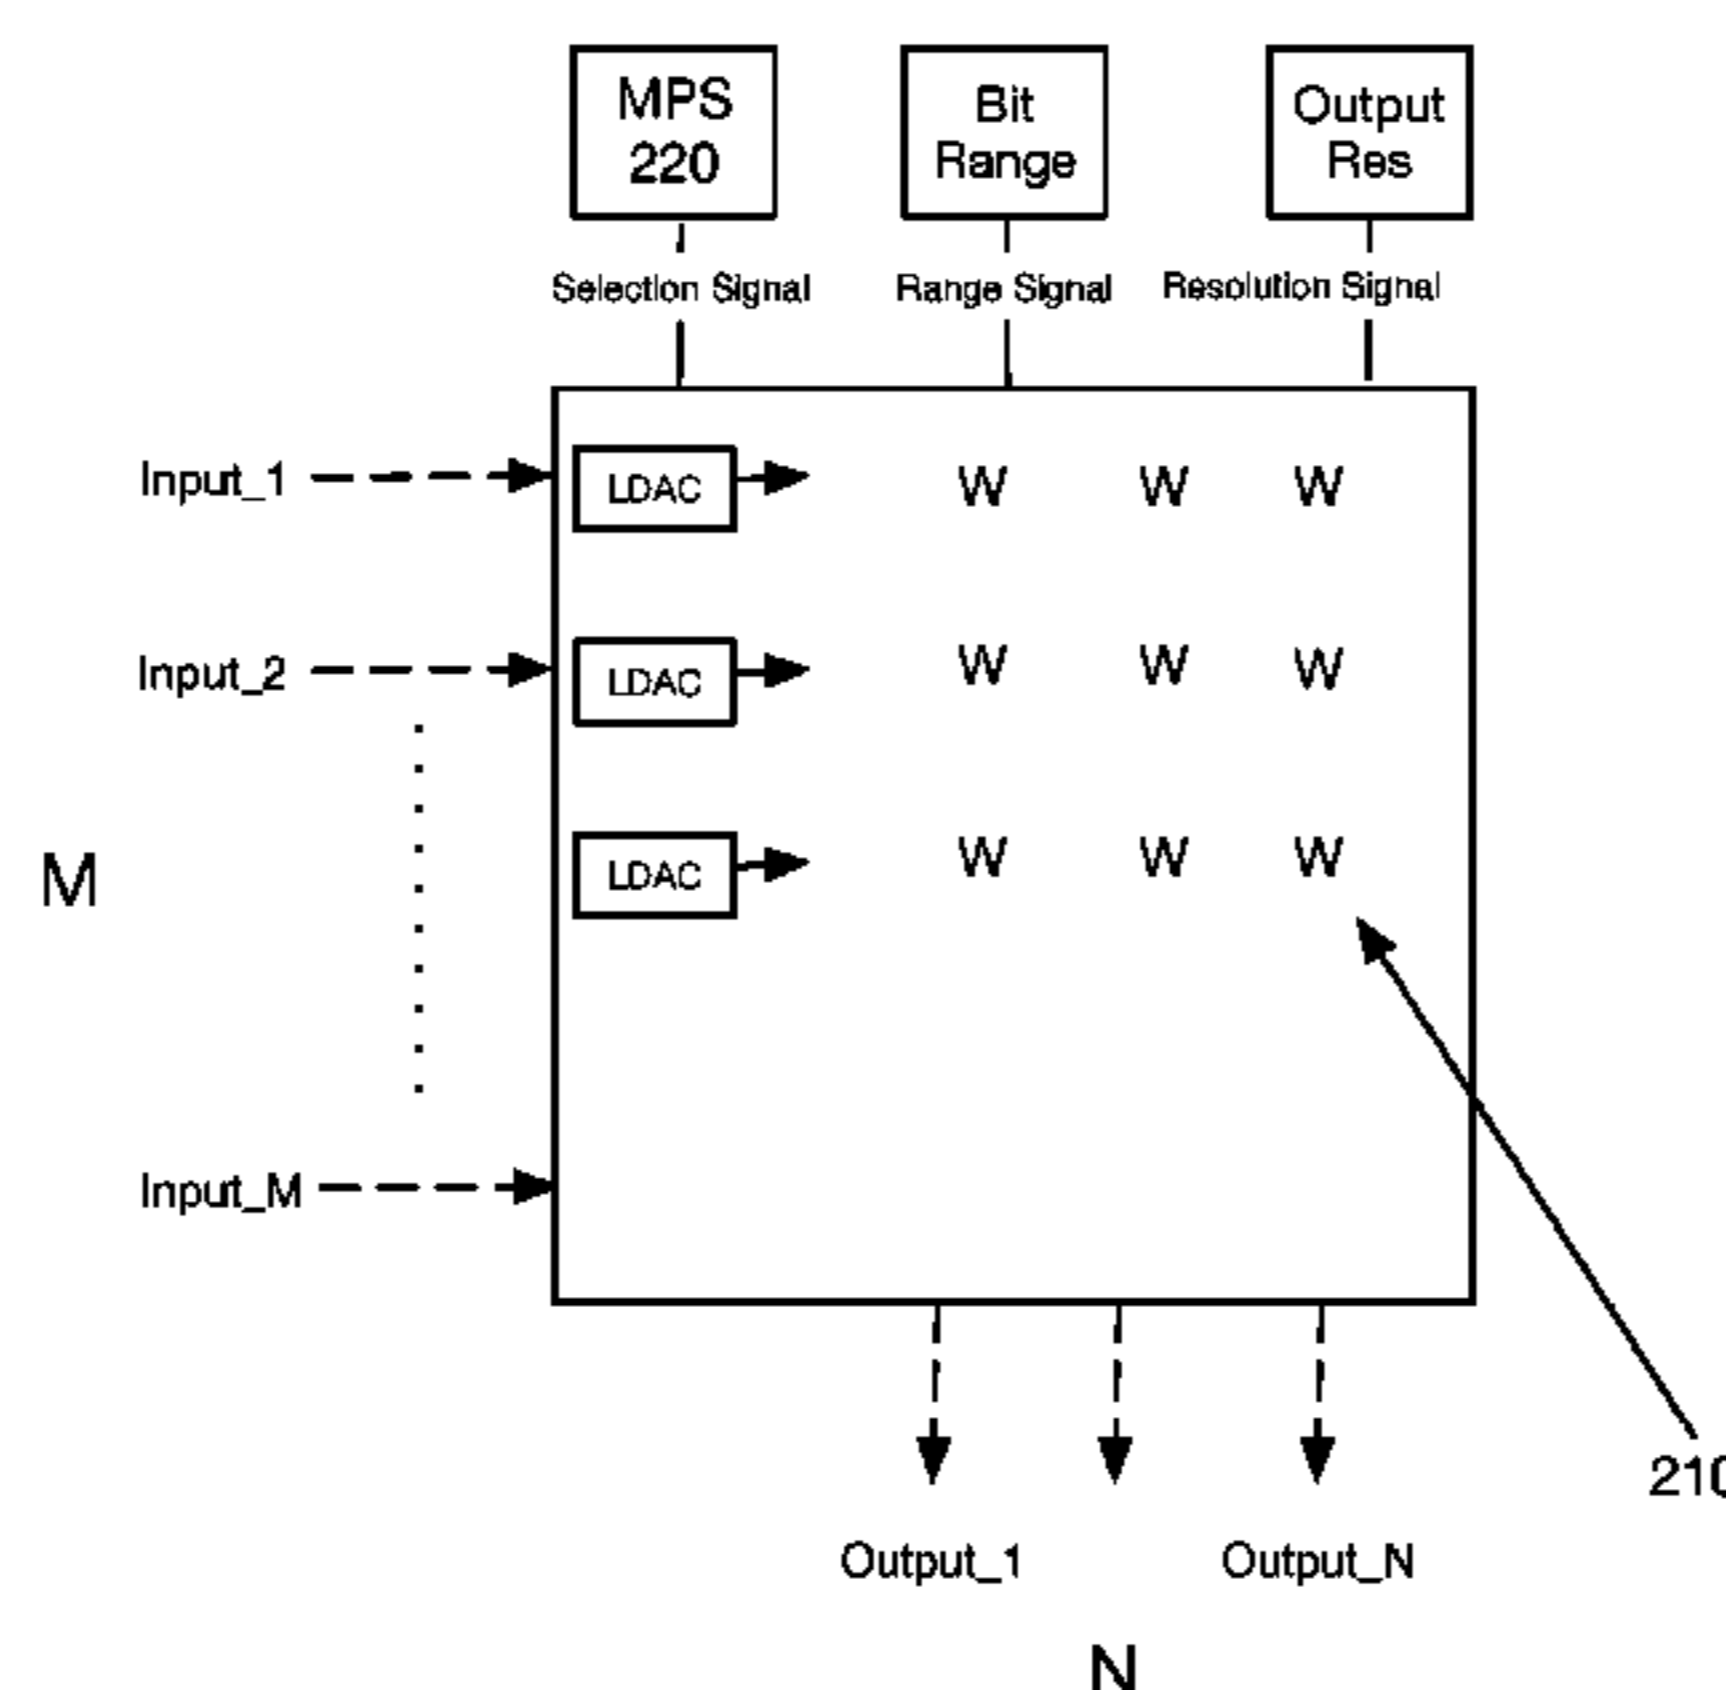 MPS
220
Bit
Range
Output
Res
Selection Signal
Range Signal
Resolution Signal
Input_1
LDAC
W W W
Input_2
LDAC
W W W
LDAC
W W W
M
Input_M
210
Output_1
Output_N
N